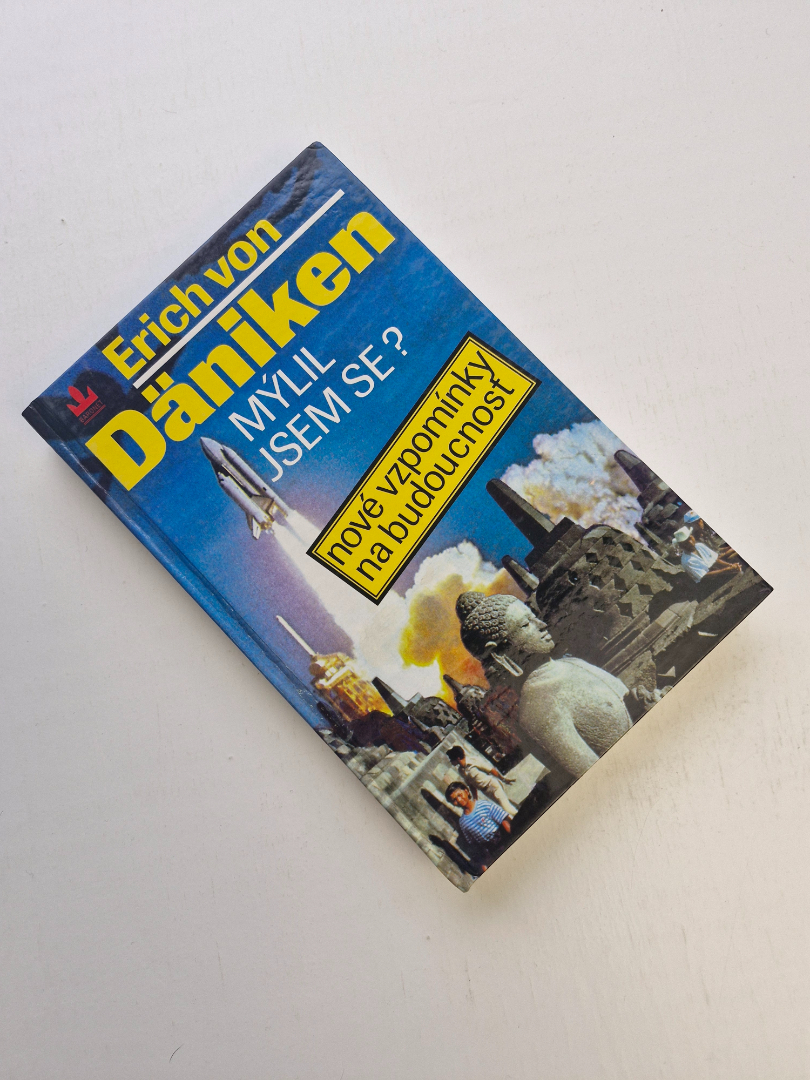 Erich von
Däniken
MÝLIL
JSEM SE?
nové vzpomínky
na budoucnost